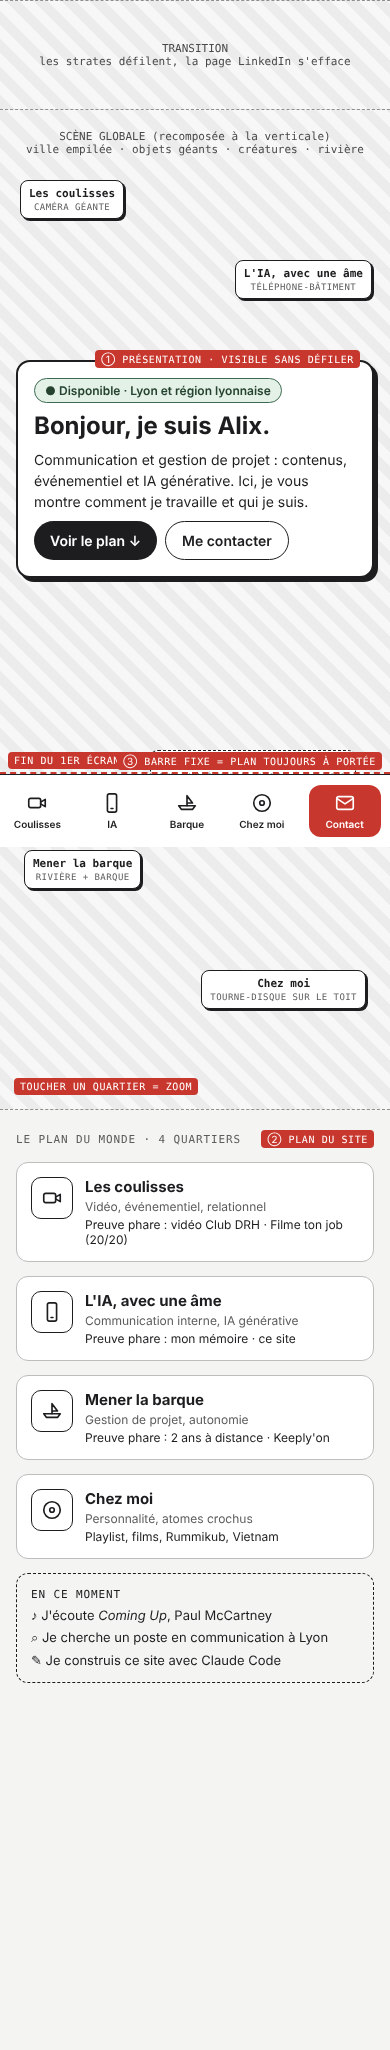 TRANSITION
les strates défilent, la page LinkedIn s'efface
SCÈNE GLOBALE (recomposée à la verticale)
ville empilée · objets géants · créatures · rivière
Les coulisses
CAMÉRA GÉANTE
L'IA, avec une âme
TÉLÉPHONE-BÂTIMENT
① PRÉSENTATION · VISIBLE SANS DÉFILER
● Disponible · Lyon et région lyonnaise
Bonjour, je suis Alix.
Communication et gestion de projet : contenus,
événementiel et IA générative. Ici, je vous
montre comment je travaille et qui je suis.
Voir le plan ↓
Me contacter
FIN DU 1ER ÉCRAN
③ BARRE FIXE = PLAN TOUJOURS À PORTÉE
Coulisses
IA
Barque
Chez moi
Contact
Mener la barque
RIVIÈRE + BARQUE
Chez moi
TOURNE-DISQUE SUR LE TOIT
TOUCHER UN QUARTIER = ZOOM
LE PLAN DU MONDE · 4 QUARTIERS
② PLAN DU SITE
Les coulisses
Vidéo, événementiel, relationnel
Preuve phare : vidéo Club DRH · Filme ton job
(20/20)
L'IA, avec une âme
Communication interne, IA générative
Preuve phare : mon mémoire · ce site
Mener la barque
Gestion de projet, autonomie
Preuve phare : 2 ans à distance · Keeply'on
Chez moi
Personnalité, atomes crochus
Playlist, films, Rummikub, Vietnam
EN CE MOMENT
♪ J'écoute Coming Up, Paul McCartney
⌕ Je cherche un poste en communication à Lyon
✎ Je construis ce site avec Claude Code